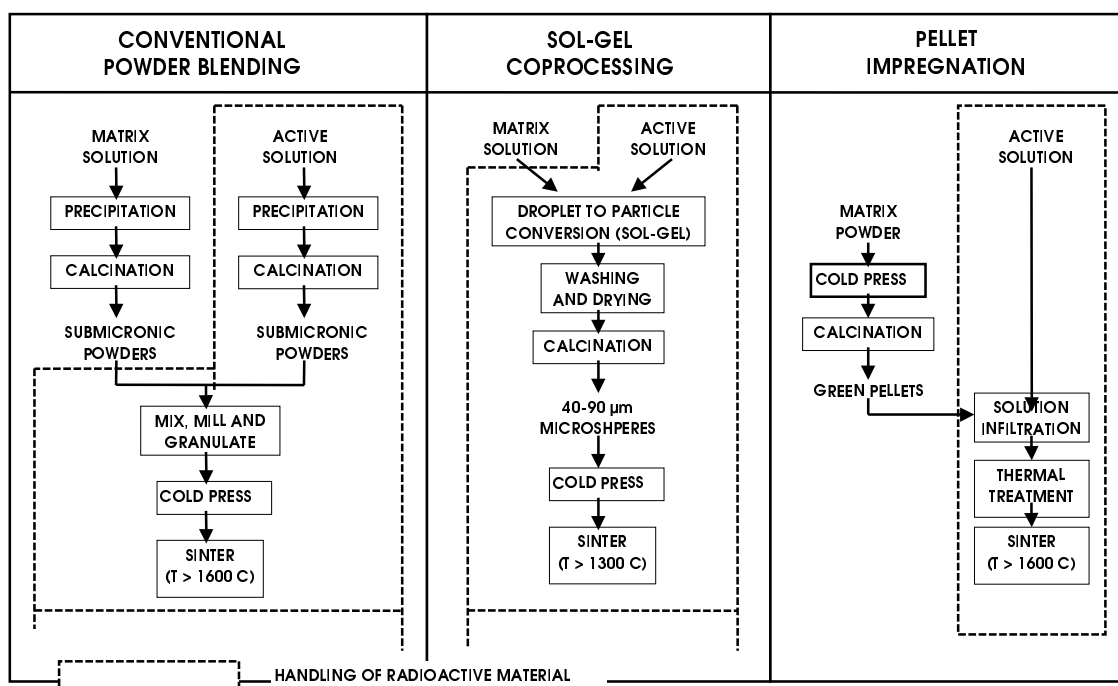 CONVENTIONAL
POWDER BLENDING
MATRIX
SOLUTION
ACTIVE
SOLUTION
PRECIPITATION
PRECIPITATION
CALCINATION
CALCINATION
SUBMICRONIC
POWDERS
SUBMICRONIC
POWDERS
MIX, MILL AND
GRANULATE
COLD PRESS
SINTER
(T > 1600 C)
SOL-GEL
COPROCESSING
MATRIX
SOLUTION
ACTIVE
SOLUTION
DROPLET TO PARTICLE
CONVERSION (SOL-GEL)
WASHING
AND DRYING
CALCINATION
40-90 µm
MICROSHPERES
COLD PRESS
SINTER
(T > 1300 C)
PELLET
IMPREGNATION
ACTIVE
SOLUTION
MATRIX
POWDER
COLD PRESS
CALCINATION
GREEN PELLETS
SOLUTION
INFILTRATION
THERMAL
TREATMENT
SINTER
(T > 1600 C)
HANDLING OF RADIOACTIVE MATERIAL